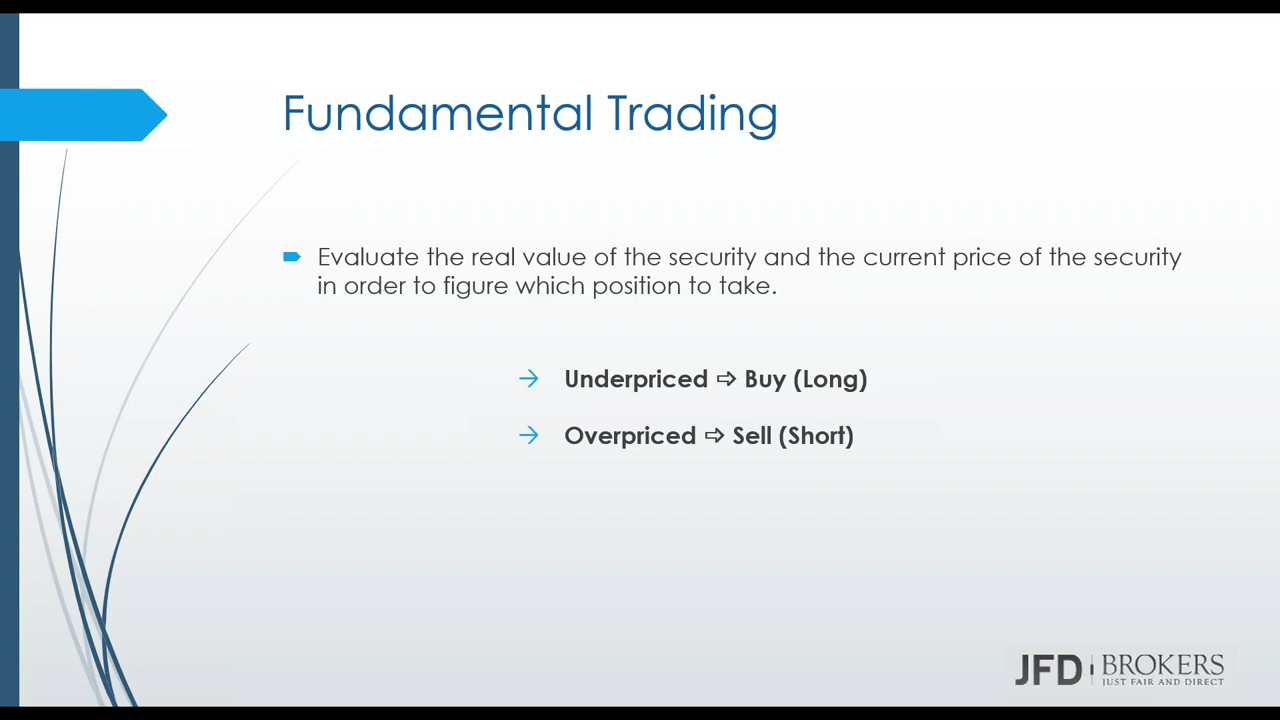 Fundamental Trading
Evaluate the real value of the security and the current price of the security
in order to figure which position to take.
→ Underpriced ⇨ Buy (Long)
→ Overpriced ⇨ Sell (Short)
JFD BROKERS
JUST FAIR AND DIRECT